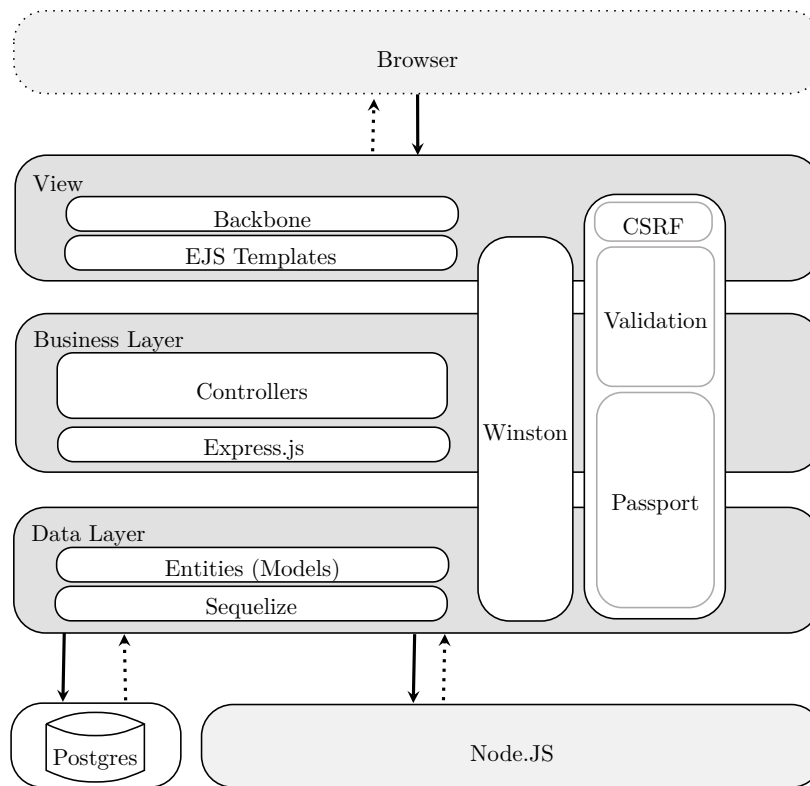 Browser
View
Backbone
EJS Templates
CSRF
Validation
Business Layer
Controllers
Express.js
Winston
Passport
Data Layer
Entities (Models)
Sequelize
Postgres
Node.JS